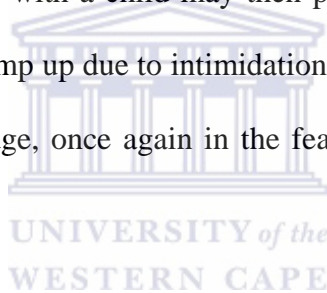 with a child may then p
mp up due to intimidation
ge, once again in the fea
UNIVERSITY of the
WESTERN CAPE